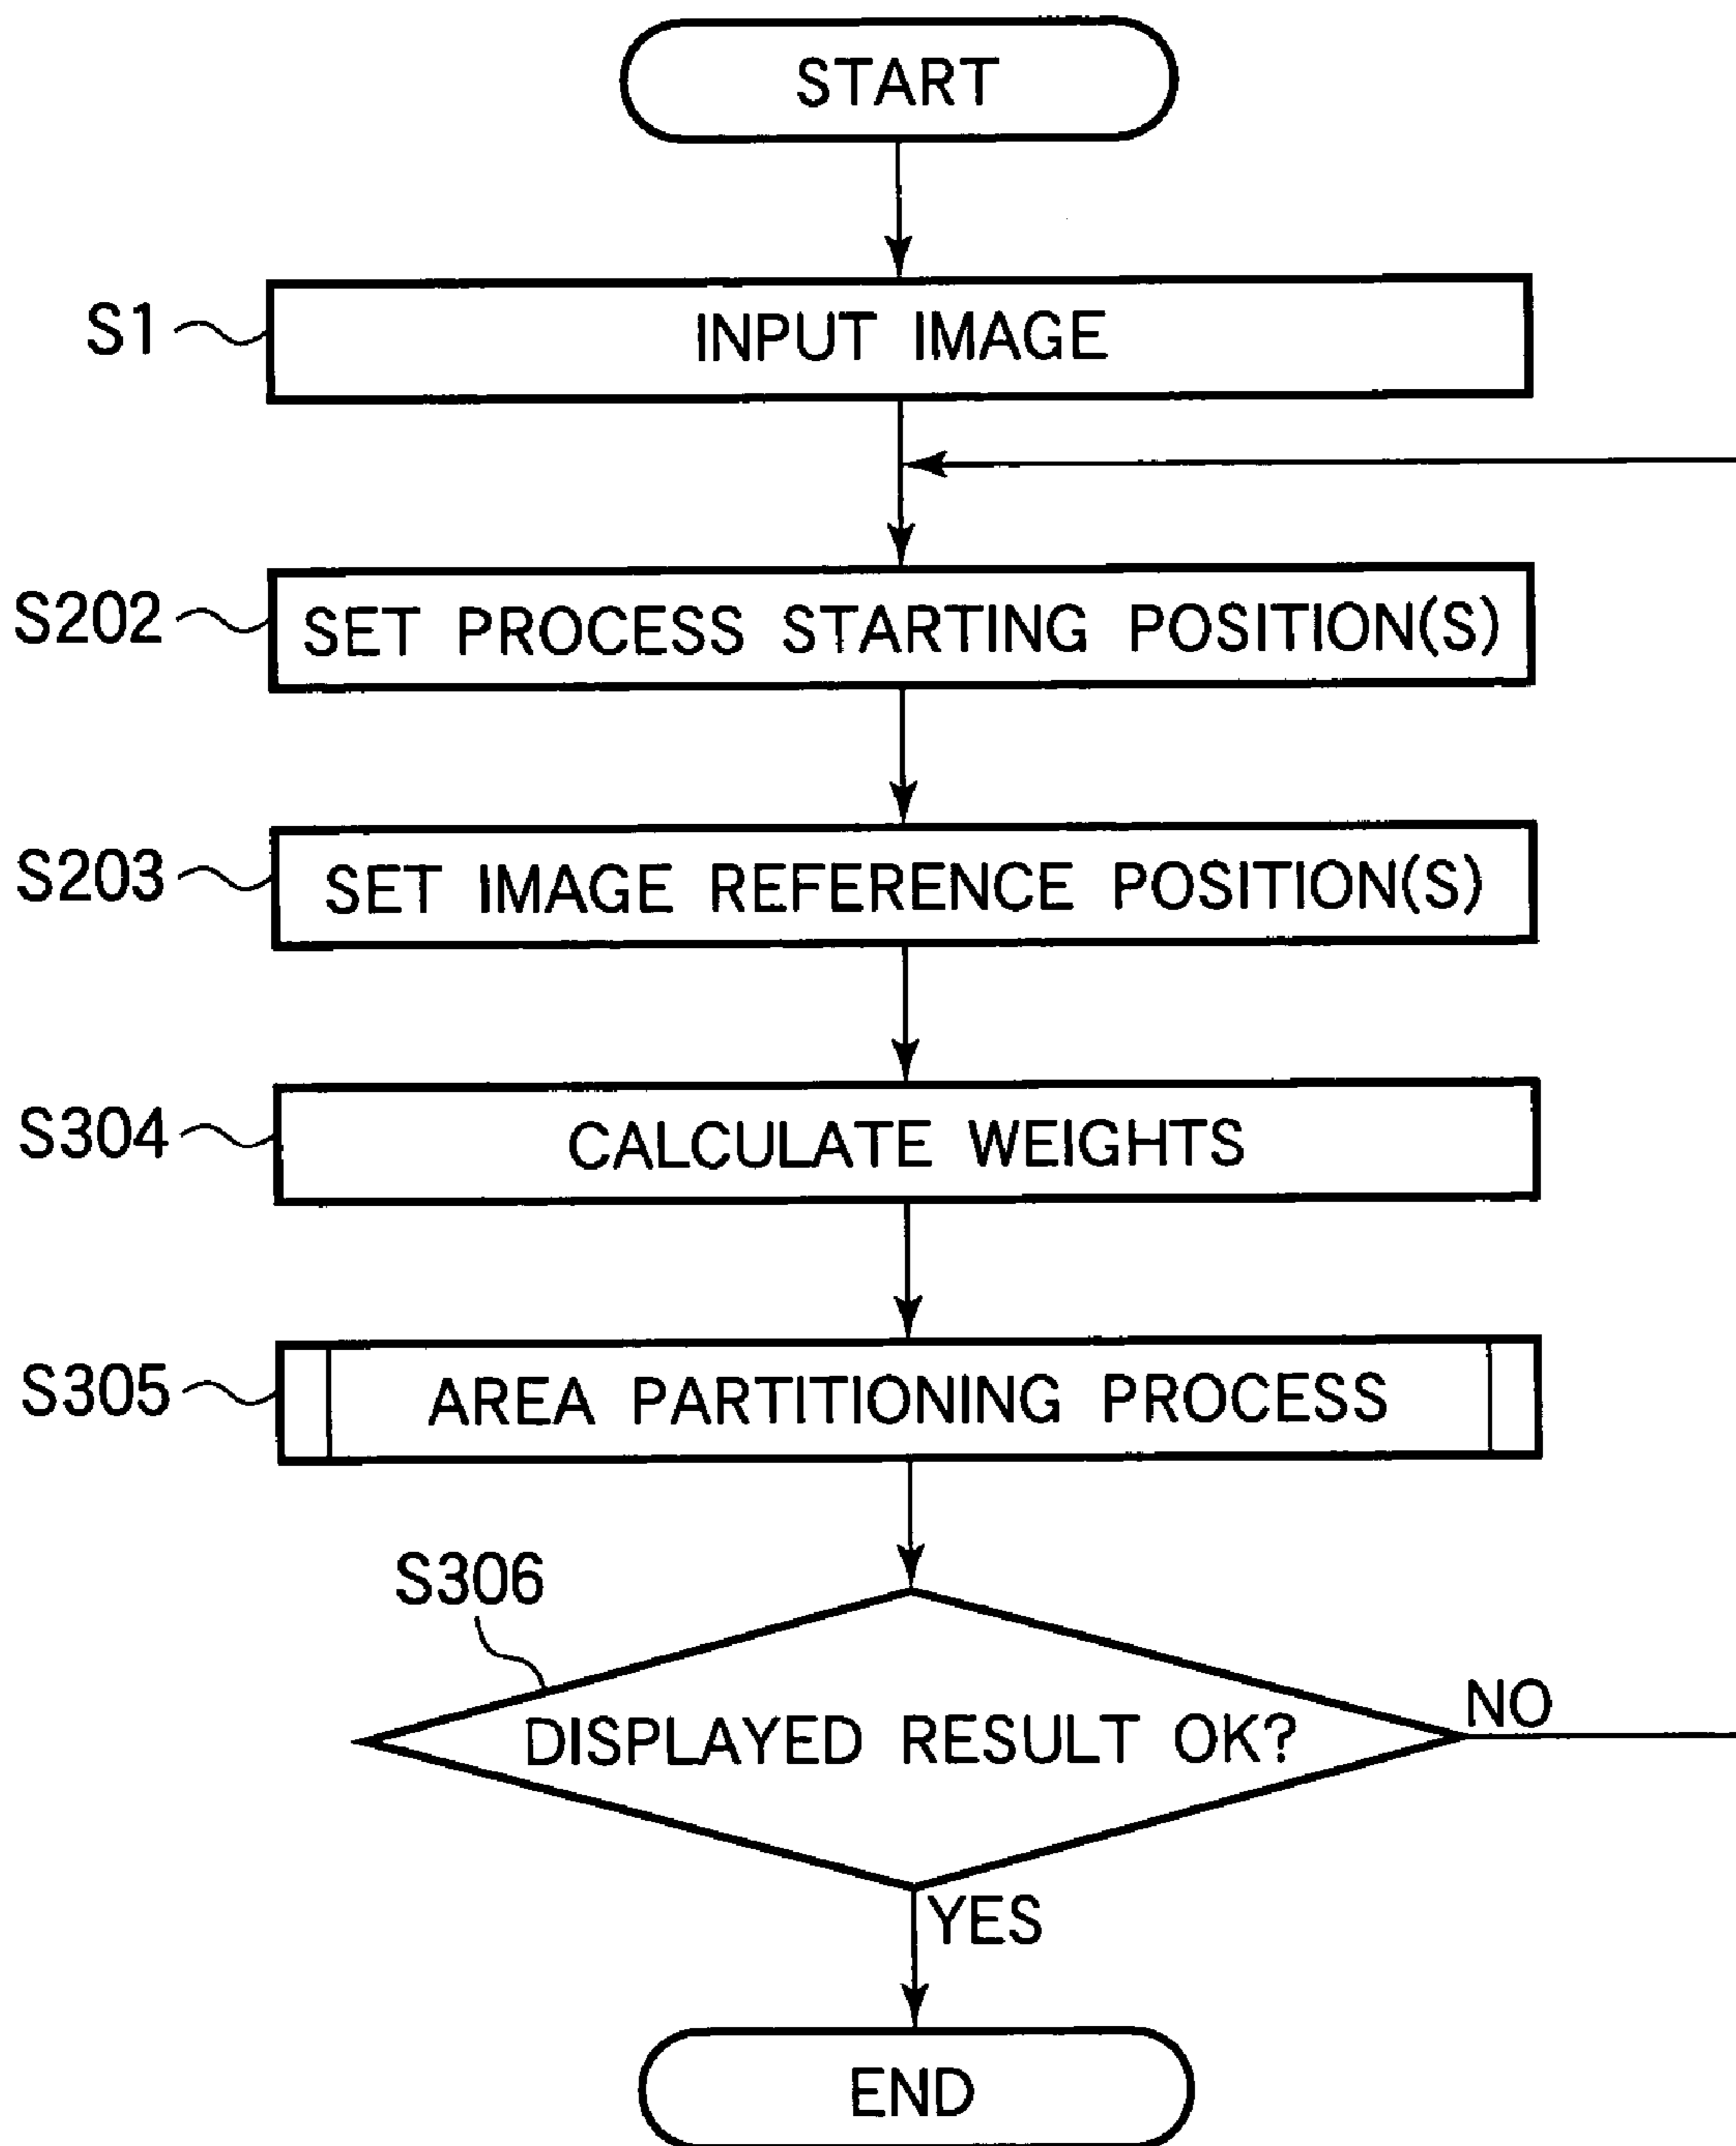 START
S1
INPUT IMAGE
S202
SET PROCESS STARTING POSITION(S)
S203
SET IMAGE REFERENCE POSITION(S)
S304
CALCULATE WEIGHTS
S305
AREA PARTITIONING PROCESS
S306
DISPLAYED RESULT OK?
NO
YES
END